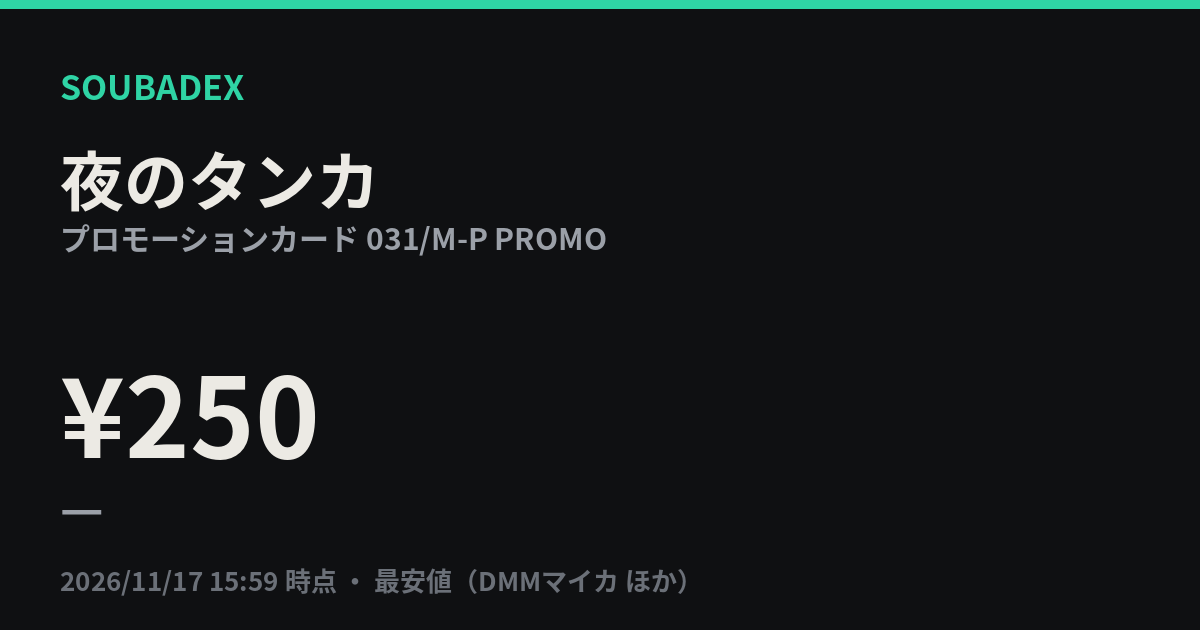 SOUBADEX
夜のタンカ
プロモーションカード 031/M-P PROMO
¥250
—
2026/11/17 15:59 時点 ・ 最安値（DMMマイカ ほか）